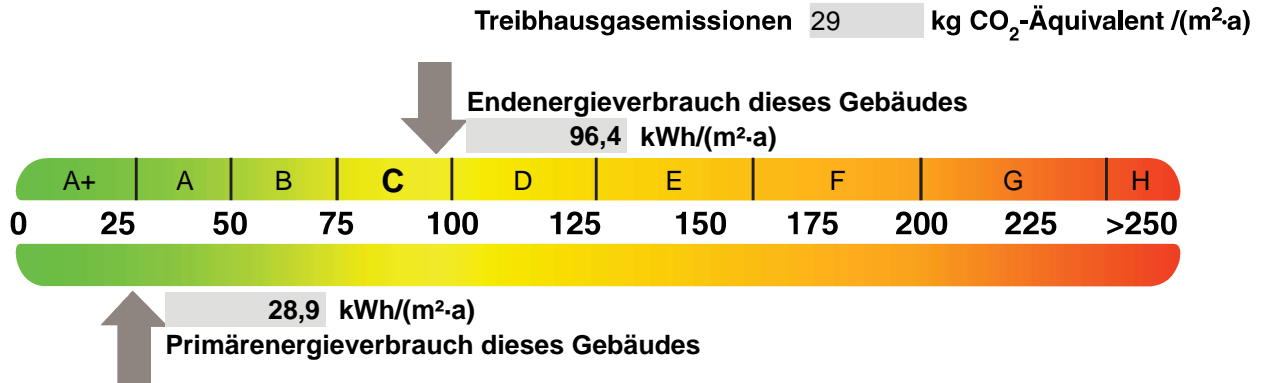 Treibhausgasemissionen 29 kg CO₂-Äquivalent /(m²·a)
Endenergieverbrauch dieses Gebäudes
96,4 kWh/(m²·a)
A+ A B C D E F G H
0 25 50 75 100 125 150 175 200 225 >250
28,9 kWh/(m²·a)
Primärenergieverbrauch dieses Gebäudes